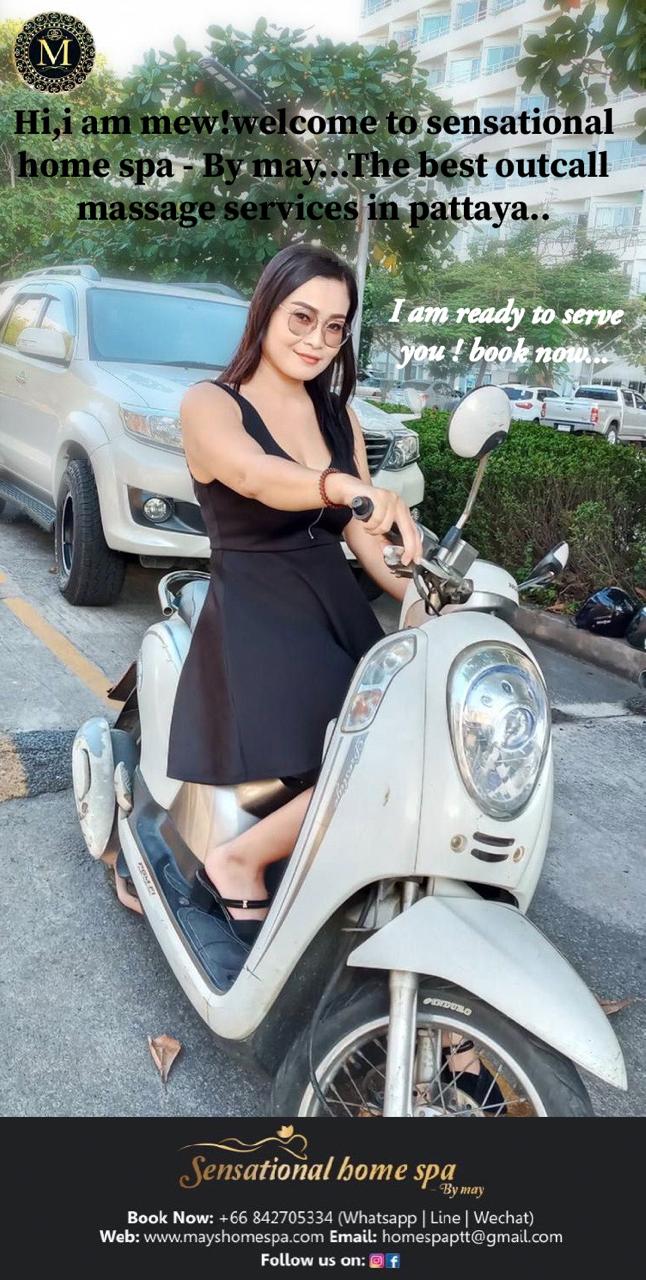 M
Hi,i am mew!welcome to sensational
home spa - By may...The best outcall
massage services in pattaya..
I am ready to serve
you ! book now...
ENDURO
Sensational home spa
By may
Book Now: +66 842705334 (Whatsapp | Line | Wechat)
Web: www.mayshomespa.com Email: homespaptt@gmail.com
Follow us on: